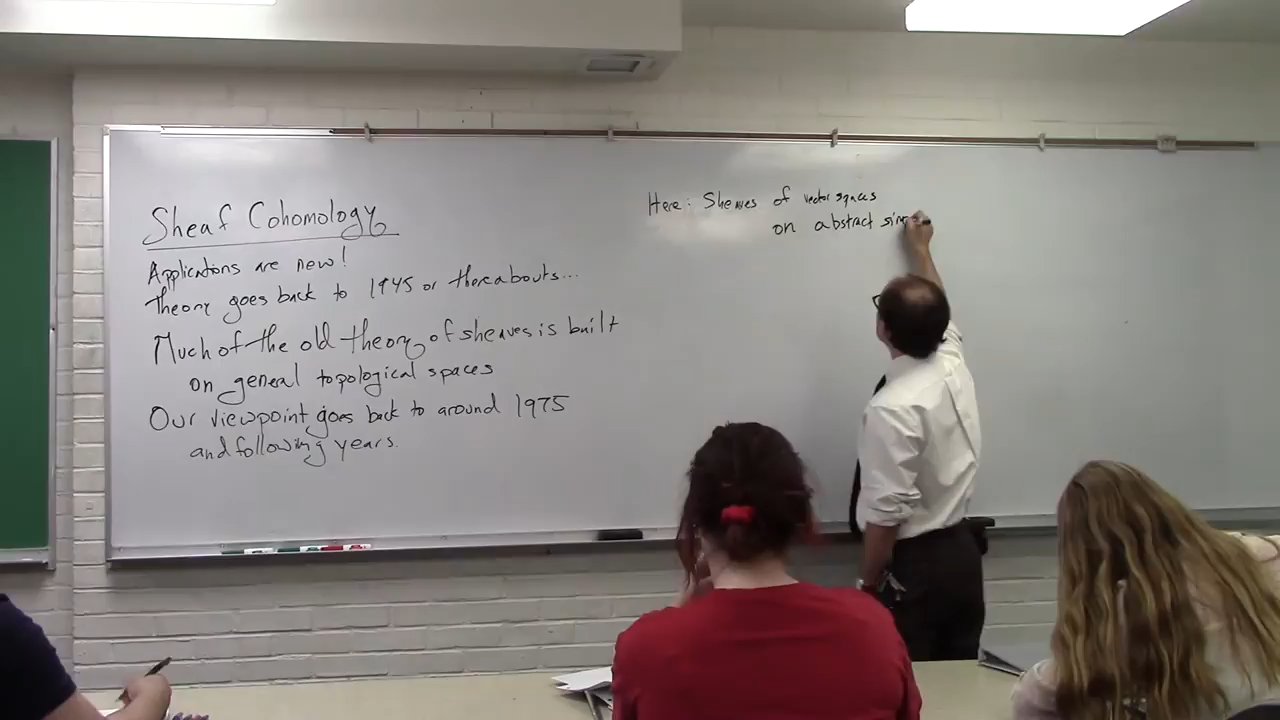 Sheaf Cohomology
Applications are new!
Theory goes back to 1945 or thereabouts...
Much of the old theory of sheaves is built
on general topological spaces
Our viewpoint goes back to around 1975
and following years.
Here: Sheaves of vector spaces
on abstract sim